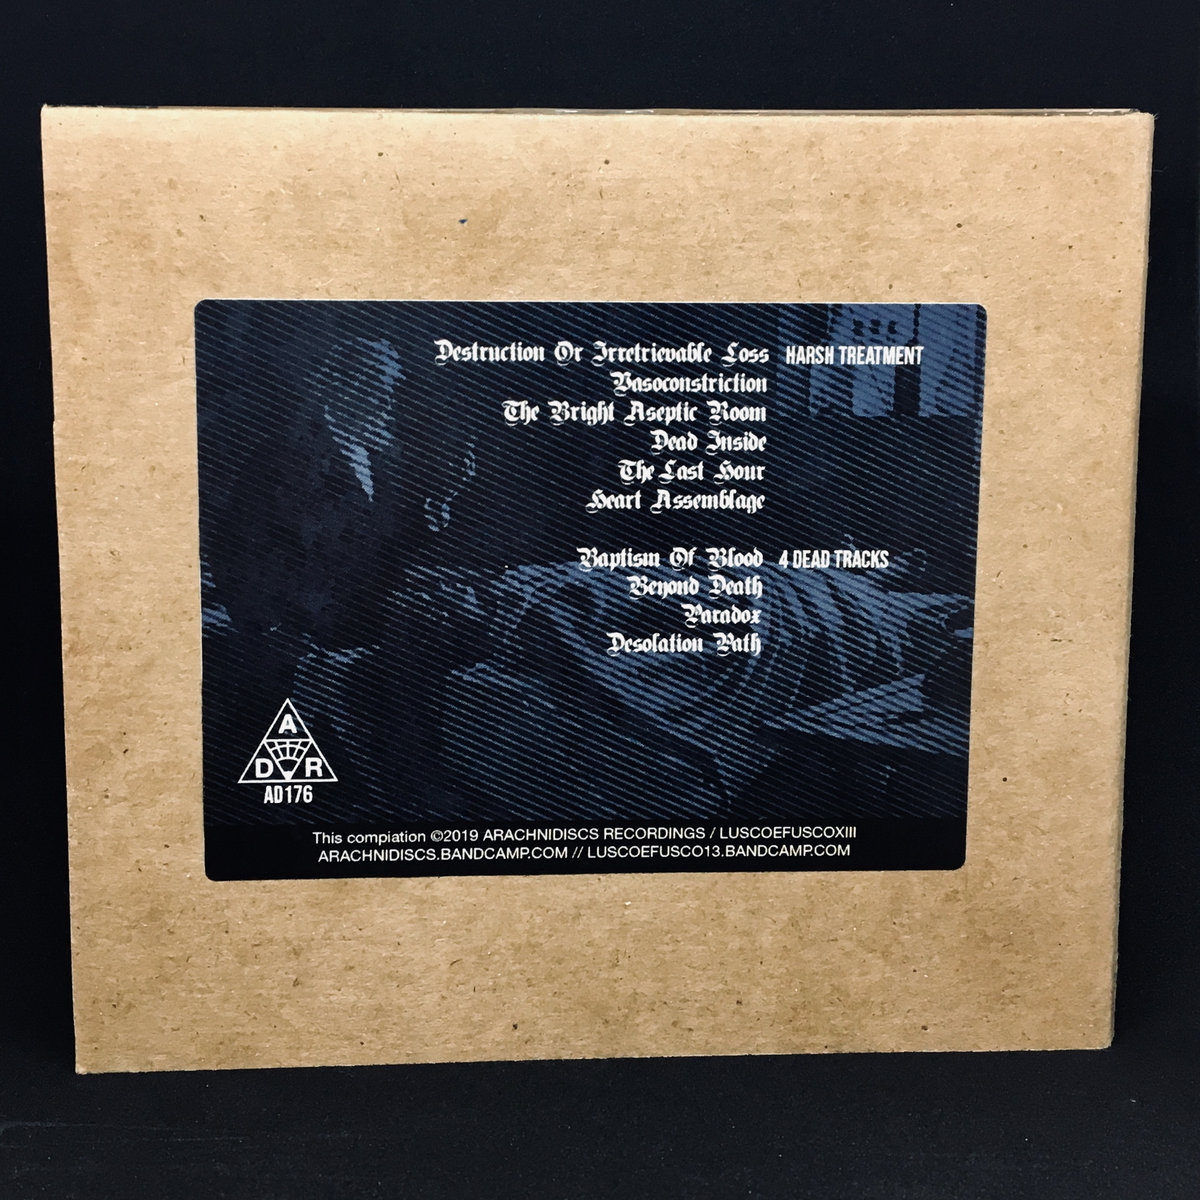 Destruction Or Irretrievable Loss HARSH TREATMENT
Vasoconstriction
The Bright Aseptic Room
Dead Inside
The Last Hour
Heart Assemblage
Baptism Of Blood 4 DEAD TRACKS
Beyond Death
Paradox
Desolation Path
A
D R
AD176
This compiation ©2019 ARACHNIDISCS RECORDINGS / LUSCOEFUSCOXIII
ARACHNIDISCS.BANDCAMP.COM // LUSCOEFUSCO13.BANDCAMP.COM